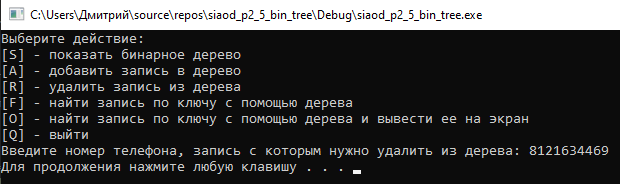 C:\Users\Дмитрий\source\repos\siaod_p2_5_bin_tree\Debug\siaod_p2_5_bin_tree.exe
Выберите действие:
[S] - показать бинарное дерево
[A] - добавить запись в дерево
[R] - удалить запись из дерева
[F] - найти запись по ключу с помощью дерева
[O] - найти запись по ключу с помощью дерева и вывести ее на экран
[Q] - выйти
Введите номер телефона, запись с которым нужно удалить из дерева: 8121634469
Для продолжения нажмите любую клавишу . . .